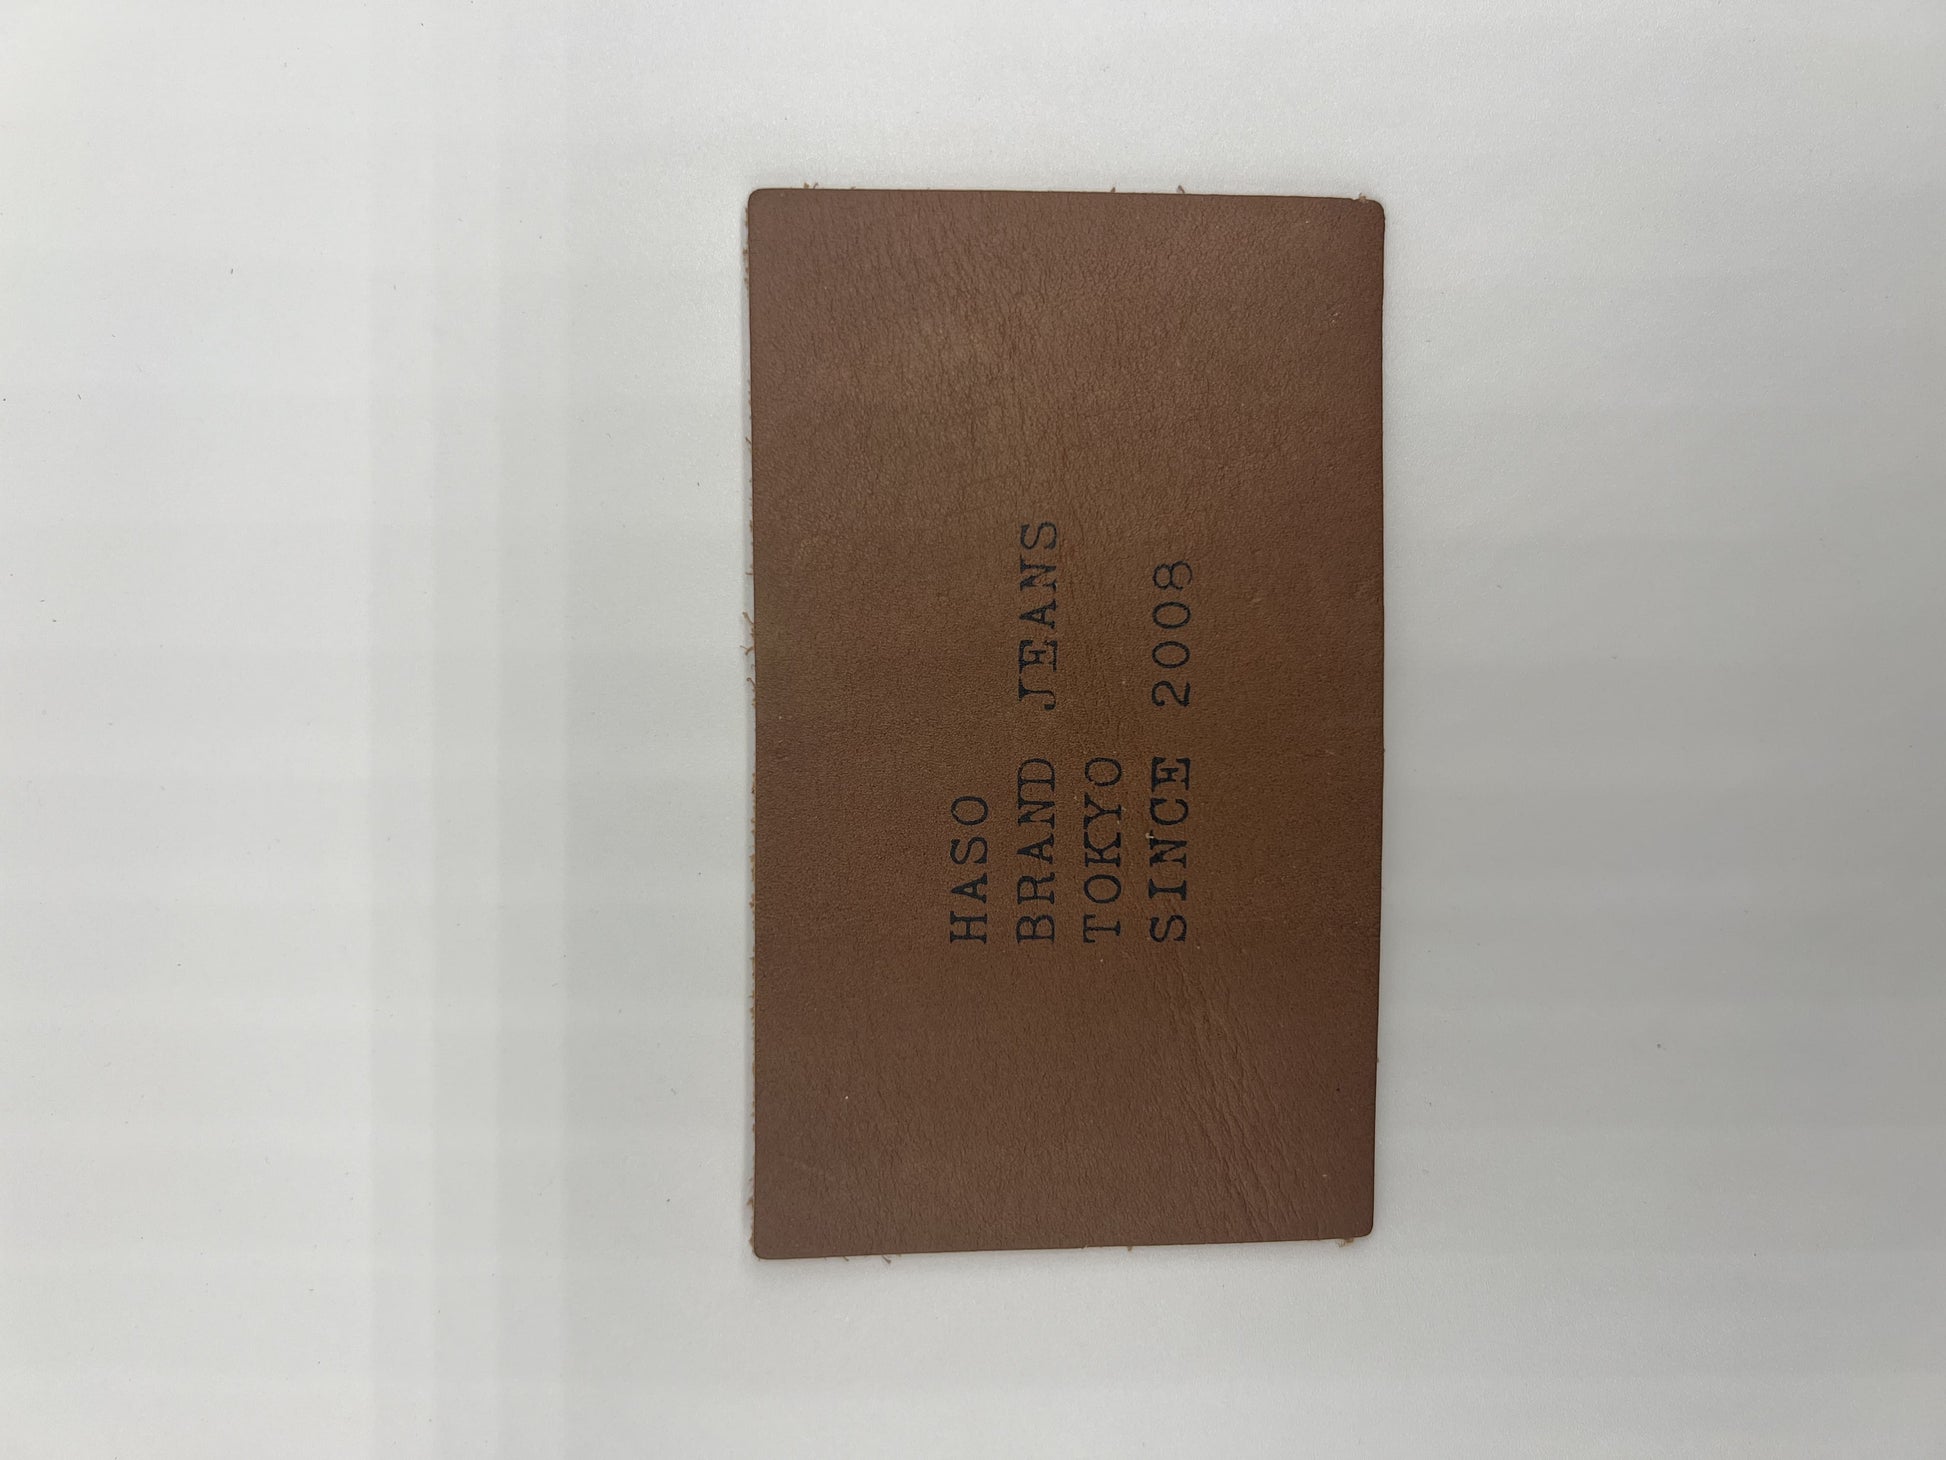 HASO
BRAND JEANS
TOKYO
SINCE 2008